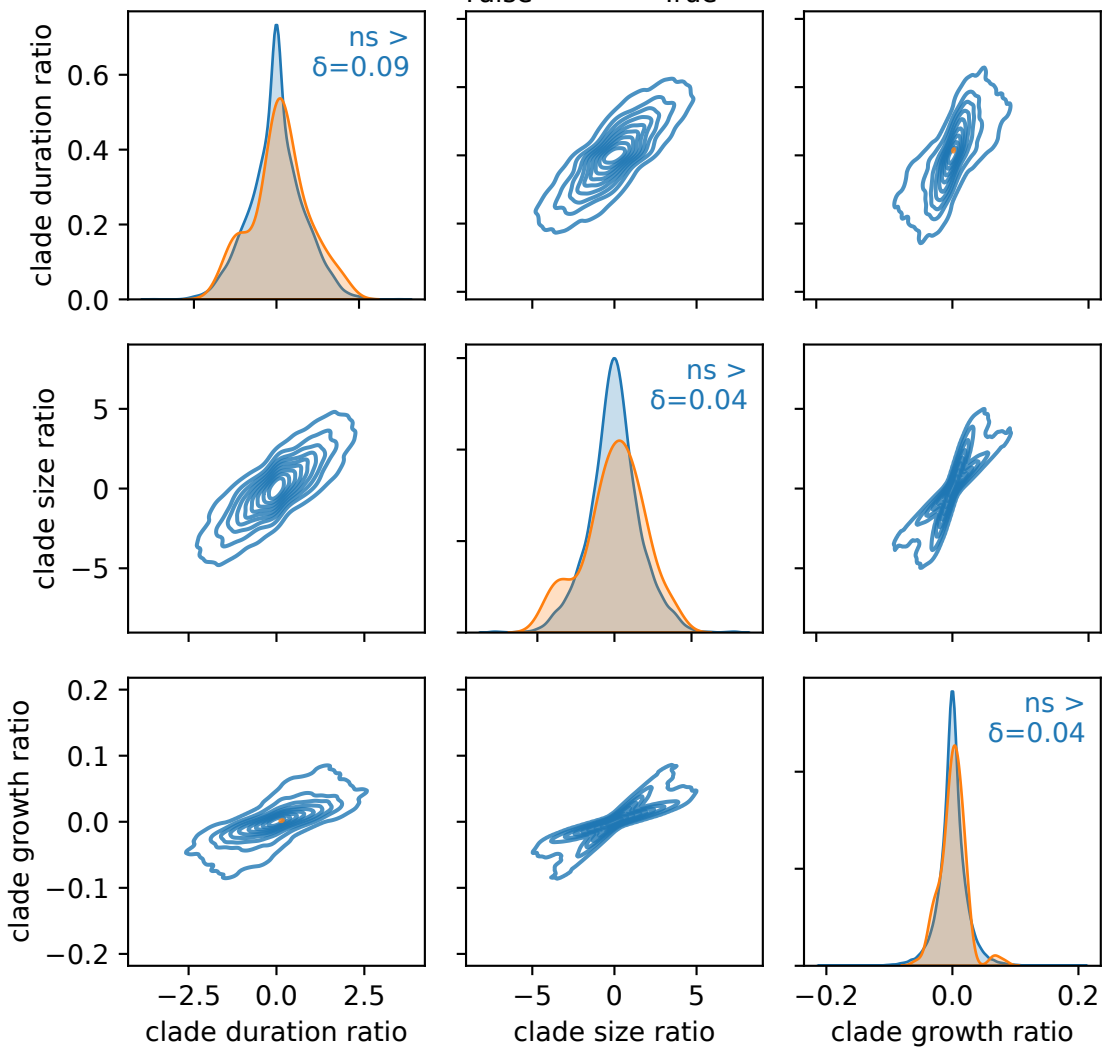 False True
clade duration ratio
0.6
0.4
0.2
0.0
ns >
δ=0.09
clade size ratio
5
0
−5
ns >
δ=0.04
clade growth ratio
0.2
0.1
0.0
−0.1
−0.2
ns >
δ=0.04
−2.5 0.0 2.5
−5 0 5
−0.2 0.0 0.2
clade duration ratio
clade size ratio
clade growth ratio